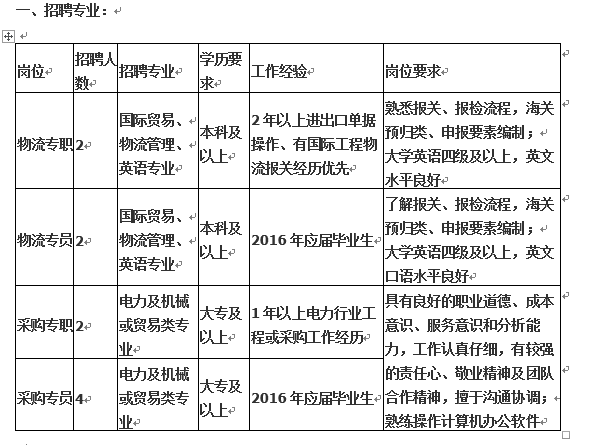 一、招聘专业：
岗位 招聘人数 招聘专业 学历要求 工作经验 岗位要求
物流专职 2 国际贸易、物流管理、英语专业 本科及以上 2年以上进出口单据操作、有国际工程物流报关经历优先 熟悉报关、报检流程，海关预归类、申报要素编制；大学英语四级及以上，英文水平良好
物流专员 2 国际贸易、物流管理、英语专业 本科及以上 2016年应届毕业生 了解报关、报检流程，海关预归类、申报要素编制；大学英语四级及以上，英文口语水平良好
采购专职 2 电力及机械或贸易类专业 大专及以上 1年以上电力行业工程或采购工作经历 具有良好的职业道德、成本意识、服务意识和分析能力，工作认真仔细，有较强的责任心、敬业精神及团队合作精神，擅于沟通协调；熟练操作计算机办公软件
采购专员 4 电力及机械或贸易类专业 大专及以上 2016年应届毕业生